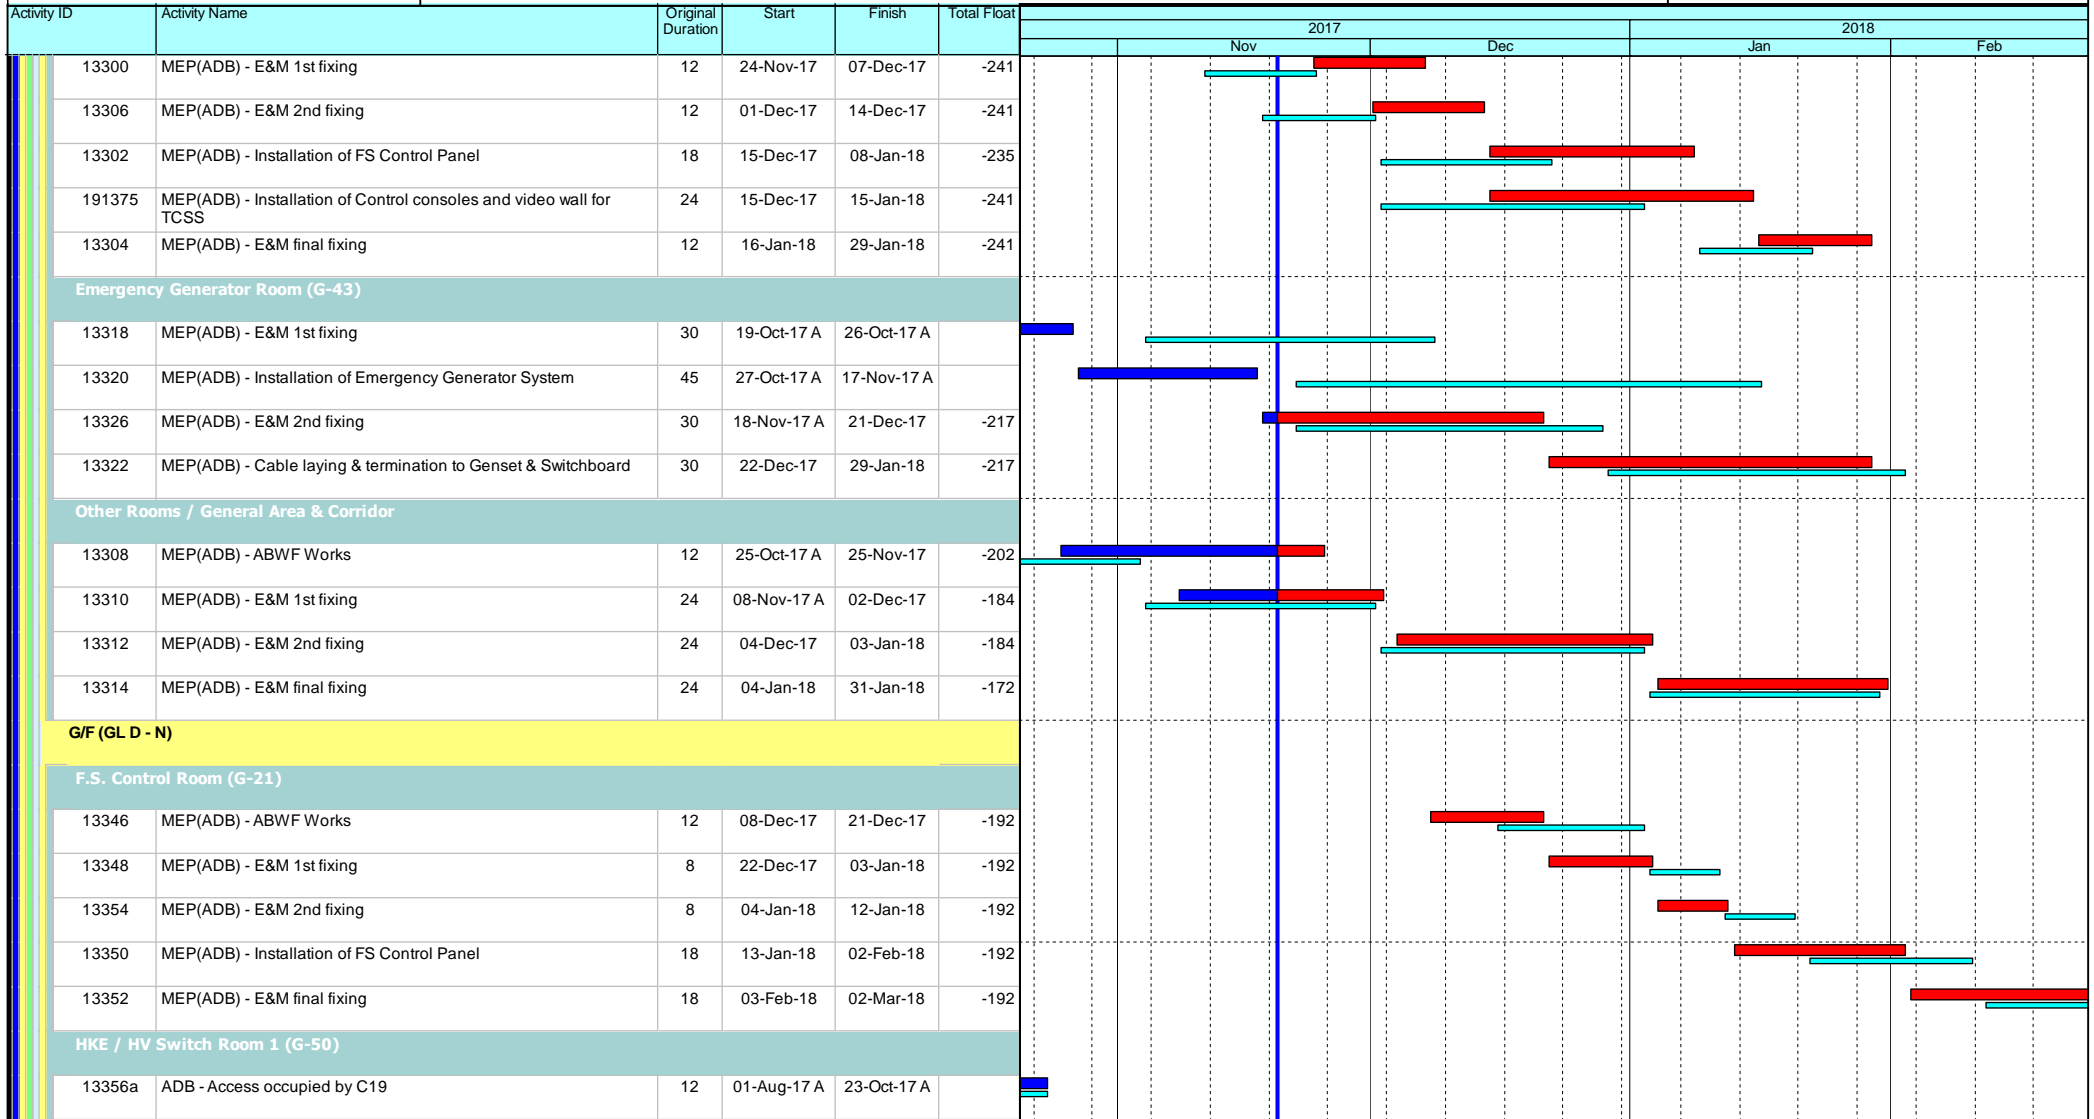 Activity ID Activity Name Original Duration Start Finish Total Float
2017 2018
Nov Dec Jan Feb
13300 MEP(ADB) - E&M 1st fixing 12 24-Nov-17 07-Dec-17 -241
13306 MEP(ADB) - E&M 2nd fixing 12 01-Dec-17 14-Dec-17 -241
13302 MEP(ADB) - Installation of FS Control Panel 18 15-Dec-17 08-Jan-18 -235
191375 MEP(ADB) - Installation of Control consoles and video wall for TCSS 24 15-Dec-17 15-Jan-18 -241
13304 MEP(ADB) - E&M final fixing 12 16-Jan-18 29-Jan-18 -241
Emergency Generator Room (G-43)
13318 MEP(ADB) - E&M 1st fixing 30 19-Oct-17 A 26-Oct-17 A
13320 MEP(ADB) - Installation of Emergency Generator System 45 27-Oct-17 A 17-Nov-17 A
13326 MEP(ADB) - E&M 2nd fixing 30 18-Nov-17 A 21-Dec-17 -217
13322 MEP(ADB) - Cable laying & termination to Genset & Switchboard 30 22-Dec-17 29-Jan-18 -217
Other Rooms / General Area & Corridor
13308 MEP(ADB) - ABWF Works 12 25-Oct-17 A 25-Nov-17 -202
13310 MEP(ADB) - E&M 1st fixing 24 08-Nov-17 A 02-Dec-17 -184
13312 MEP(ADB) - E&M 2nd fixing 24 04-Dec-17 03-Jan-18 -184
13314 MEP(ADB) - E&M final fixing 24 04-Jan-18 31-Jan-18 -172
G/F (GL D - N)
F.S. Control Room (G-21)
13346 MEP(ADB) - ABWF Works 12 08-Dec-17 21-Dec-17 -192
13348 MEP(ADB) - E&M 1st fixing 8 22-Dec-17 03-Jan-18 -192
13354 MEP(ADB) - E&M 2nd fixing 8 04-Jan-18 12-Jan-18 -192
13350 MEP(ADB) - Installation of FS Control Panel 18 13-Jan-18 02-Feb-18 -192
13352 MEP(ADB) - E&M final fixing 18 03-Feb-18 02-Mar-18 -192
HKE / HV Switch Room 1 (G-50)
13356a ADB - Access occupied by C19 12 01-Aug-17 A 23-Oct-17 A